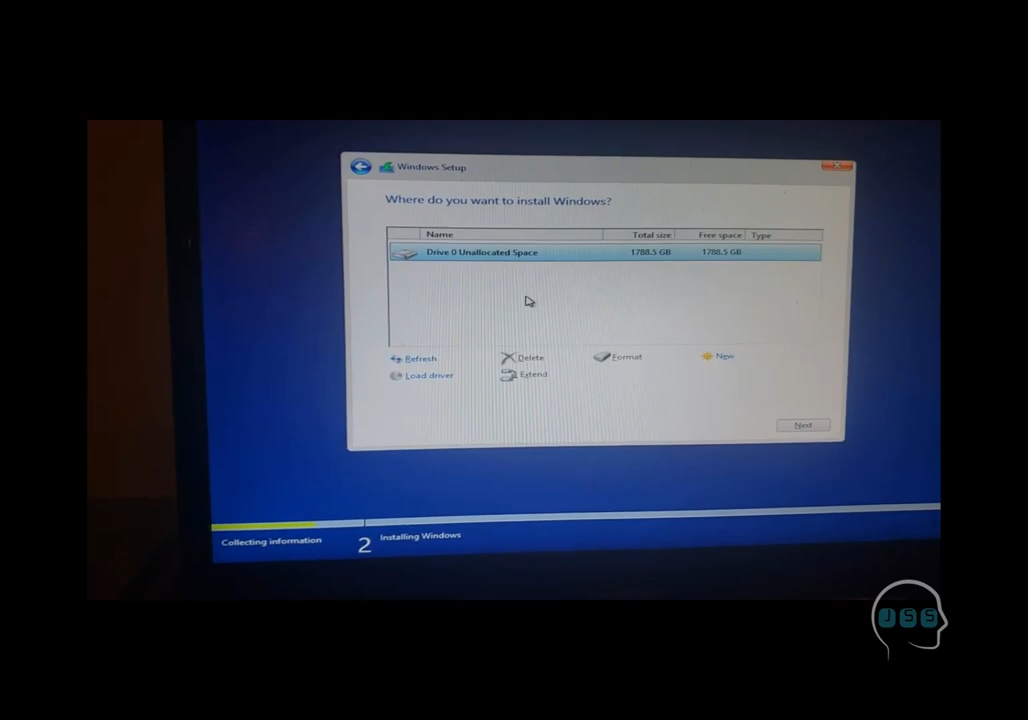 Windows Setup
Where do you want to install Windows?
Name Total size Free space Type
Drive 0 Unallocated Space 1788.5 GB 1788.5 GB
Refresh Delete Format New
Load driver Extend
Next
Collecting information 2 Installing Windows
JSS